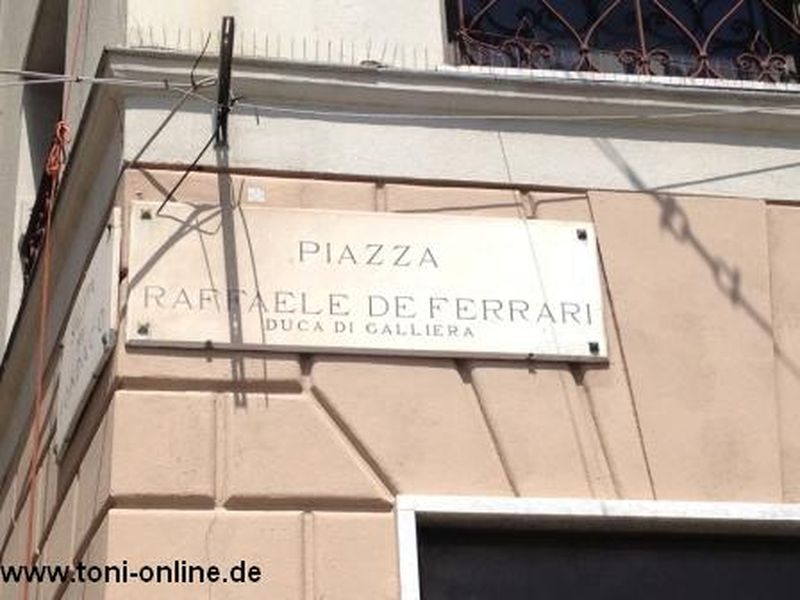 PIAZZA
RAFFAELE DE FERRARI
DUCA DI GALLIERA
www.toni-online.de